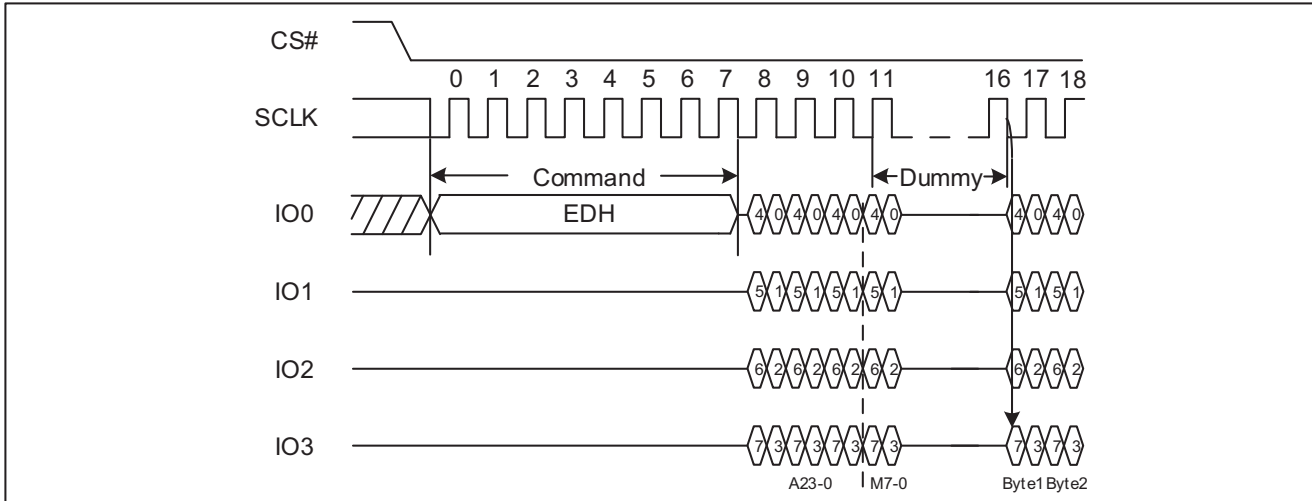 CS#
0 1 2 3 4 5 6 7 8 9 10 11 16 17 18
SCLK
Command Dummy
IO0 EDH 4 0 4 0 4 0 4 0 4 0 4 0
IO1 5 1 5 1 5 1 5 1 5 1 5 1
IO2 6 2 6 2 6 2 6 2 6 2 6 2
IO3 7 3 7 3 7 3 7 3 7 3 7 3
A23-0 M7-0 Byte1 Byte2